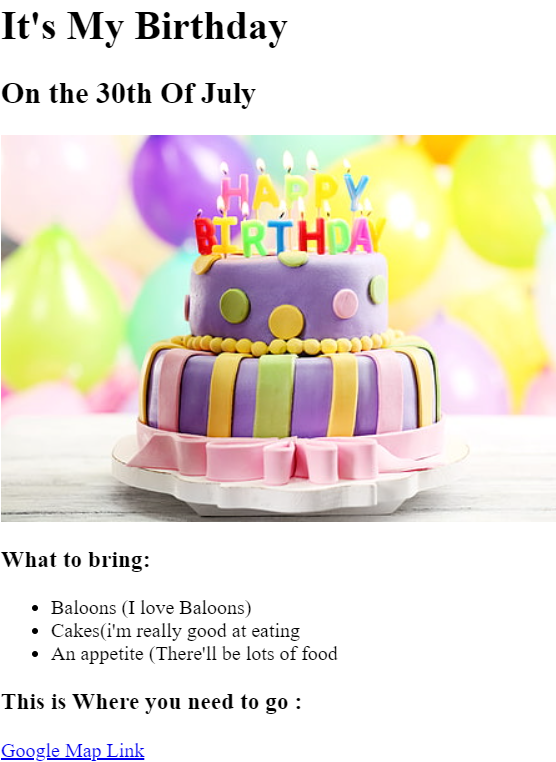 It's My Birthday
On the 30th Of July
HAPPY
BIRTHDAY
What to bring:
Baloons (I love Baloons)
Cakes(i'm really good at eating
An appetite (There'll be lots of food
This is Where you need to go :
Google Map Link